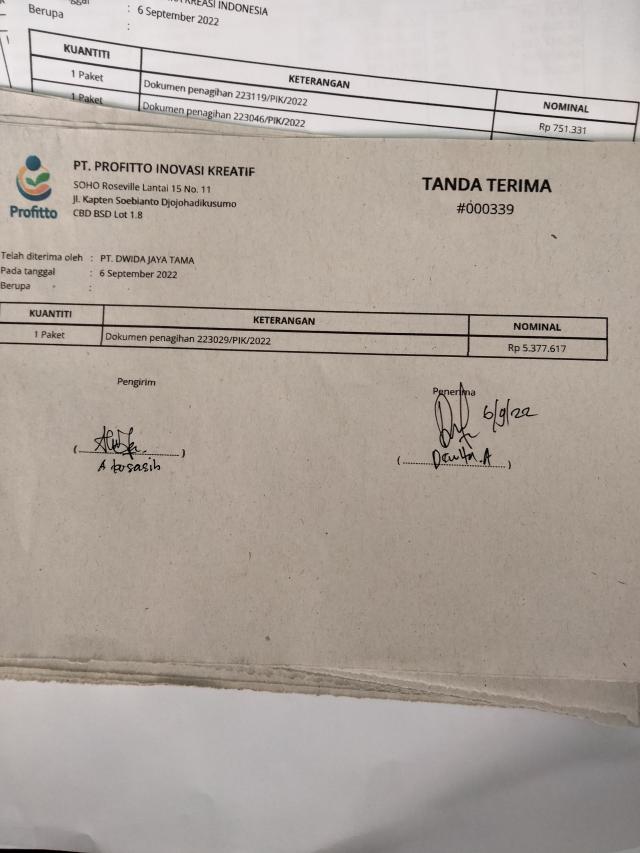 KREASI INDONESIA
: 6 September 2022
Berupa :
KUANTITI KETERANGAN NOMINAL
1 Paket Dokumen penagihan 223119/PIK/2022 Rp 751.331
1 Paket Dokumen penagihan 223046/PIK/2022
Profitto
PT. PROFITTO INOVASI KREATIF
SOHO Roseville Lantai 15 No. 11
Jl. Kapten Soebianto Djojohadikusumo
CBD BSD Lot 1.8
TANDA TERIMA
#000339
Telah diterima oleh : PT. DWIDA JAYA TAMA
Pada tanggal : 6 September 2022
Berupa :
KUANTITI KETERANGAN NOMINAL
1 Paket Dokumen penagihan 223029/PIK/2022 Rp 5.377.617
Pengirim Penerima
6/9/22
(....................) (....................)
A kosasih